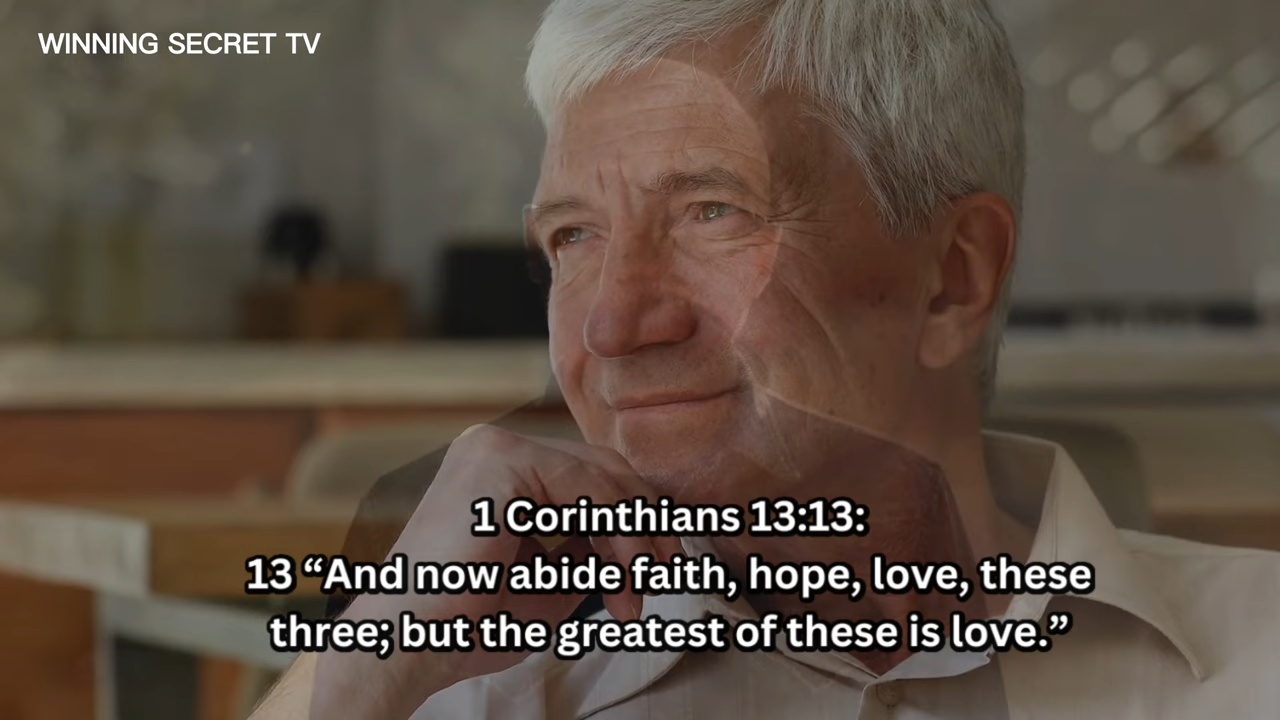 WINNING SECRET TV
1 Corinthians 13:13:
13 “And now abide faith, hope, love, these
three; but the greatest of these is love.”